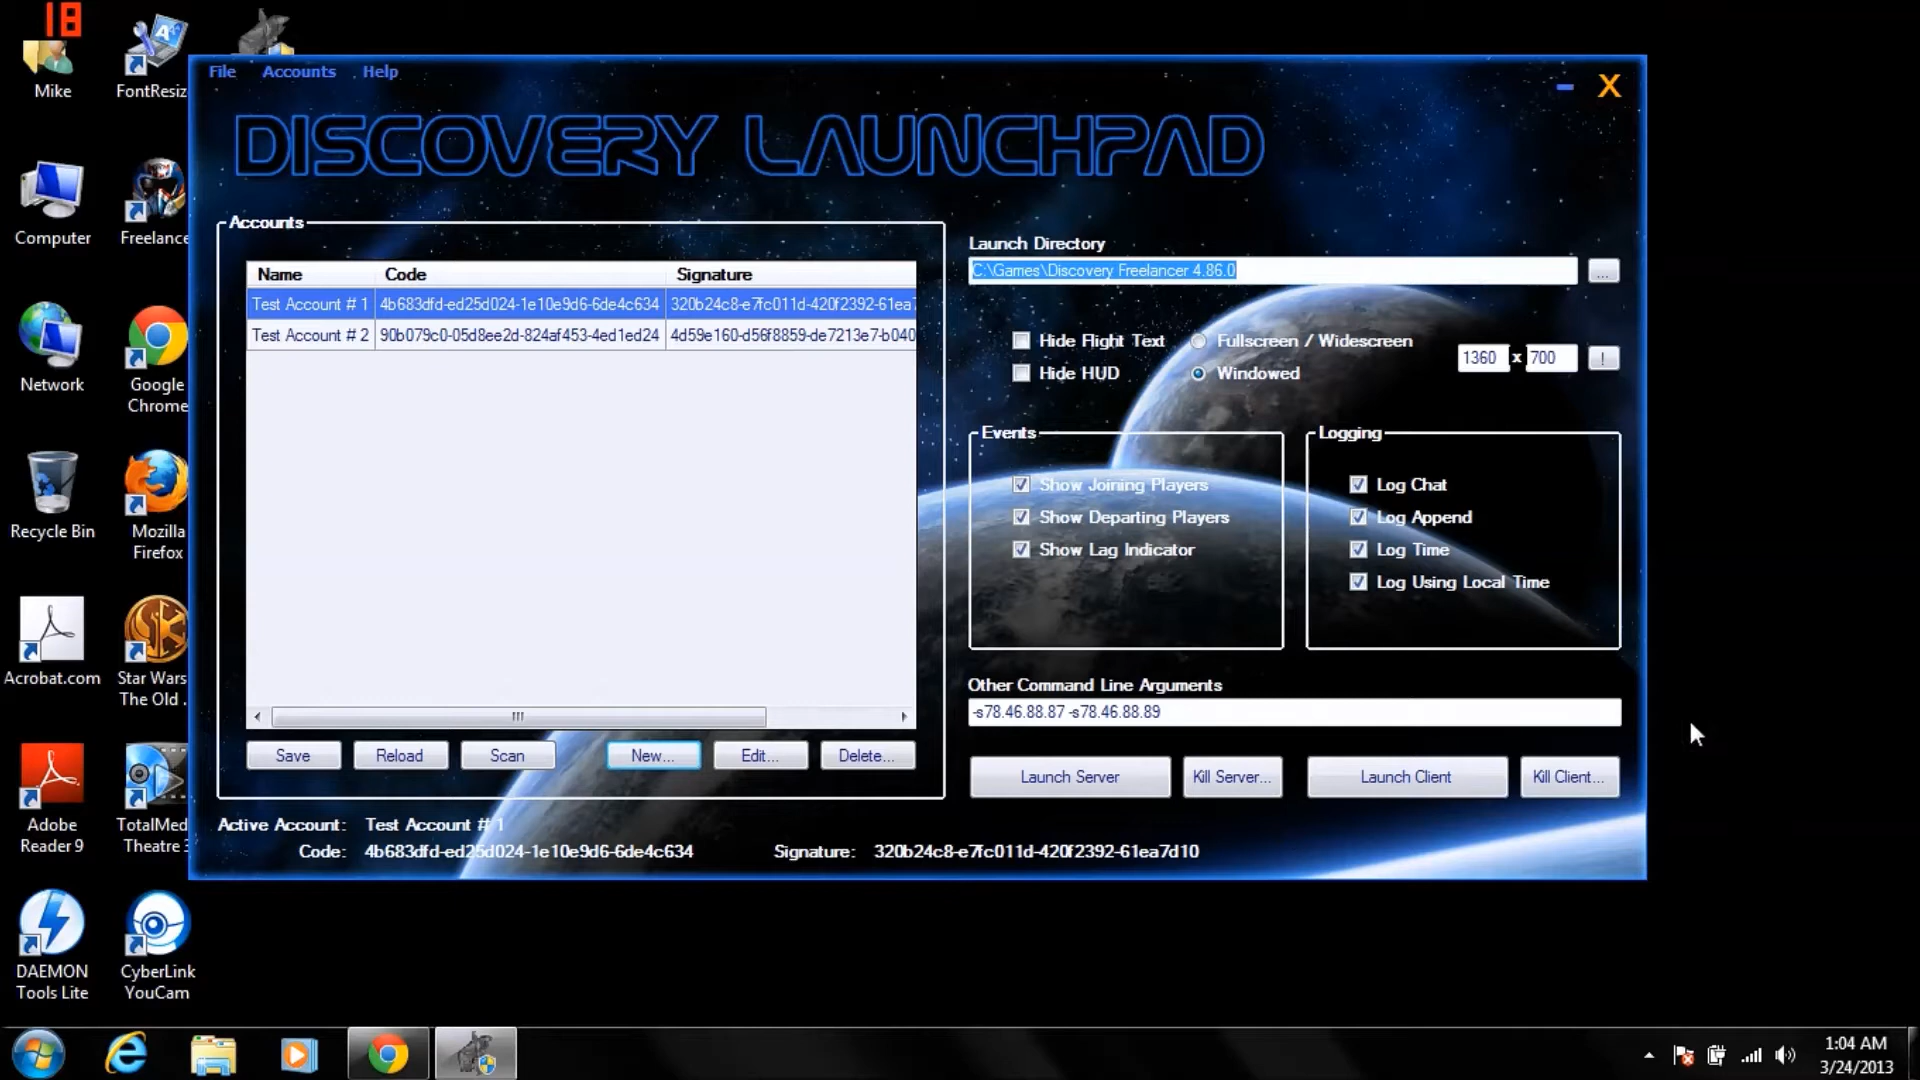 18
Mike
FontResiz
File Accounts Help
X
DISCOVERY LAUNCHPAD
Computer
Freelance
Network
Google
Chrome
Recycle Bin
Mozilla
Firefox
Acrobat.com
Star Wars
The Old .
Adobe
Reader 9
TotalMed
Theatre 3
DAEMON
Tools Lite
CyberLink
YouCam
Accounts
Name Code Signature
Test Account # 1 4b683dfd-ed25d024-1e10e9d6-6de4c634 320b24c8-e7fc011d-420f2392-61ea7
Test Account # 2 90b079c0-05d8ee2d-824af453-4ed1ed24 4d59e160-d56f8859-de7213e7-b040
Save Reload Scan New... Edit... Delete...
Launch Directory
C:\Games\Discovery Freelancer 4.86.0 ...
Hide Flight Text Fullscreen / Widescreen
Hide HUD Windowed
1360 x 700 !
Events
Show Joining Players
Show Departing Players
Show Lag Indicator
Logging
Log Chat
Log Append
Log Time
Log Using Local Time
Other Command Line Arguments
-s78.46.88.87 -s78.46.88.89
Launch Server Kill Server... Launch Client Kill Client...
Active Account: Test Account # 1
Code: 4b683dfd-ed25d024-1e10e9d6-6de4c634 Signature: 320b24c8-e7fc011d-420f2392-61ea7d10
1:04 AM
3/24/2013